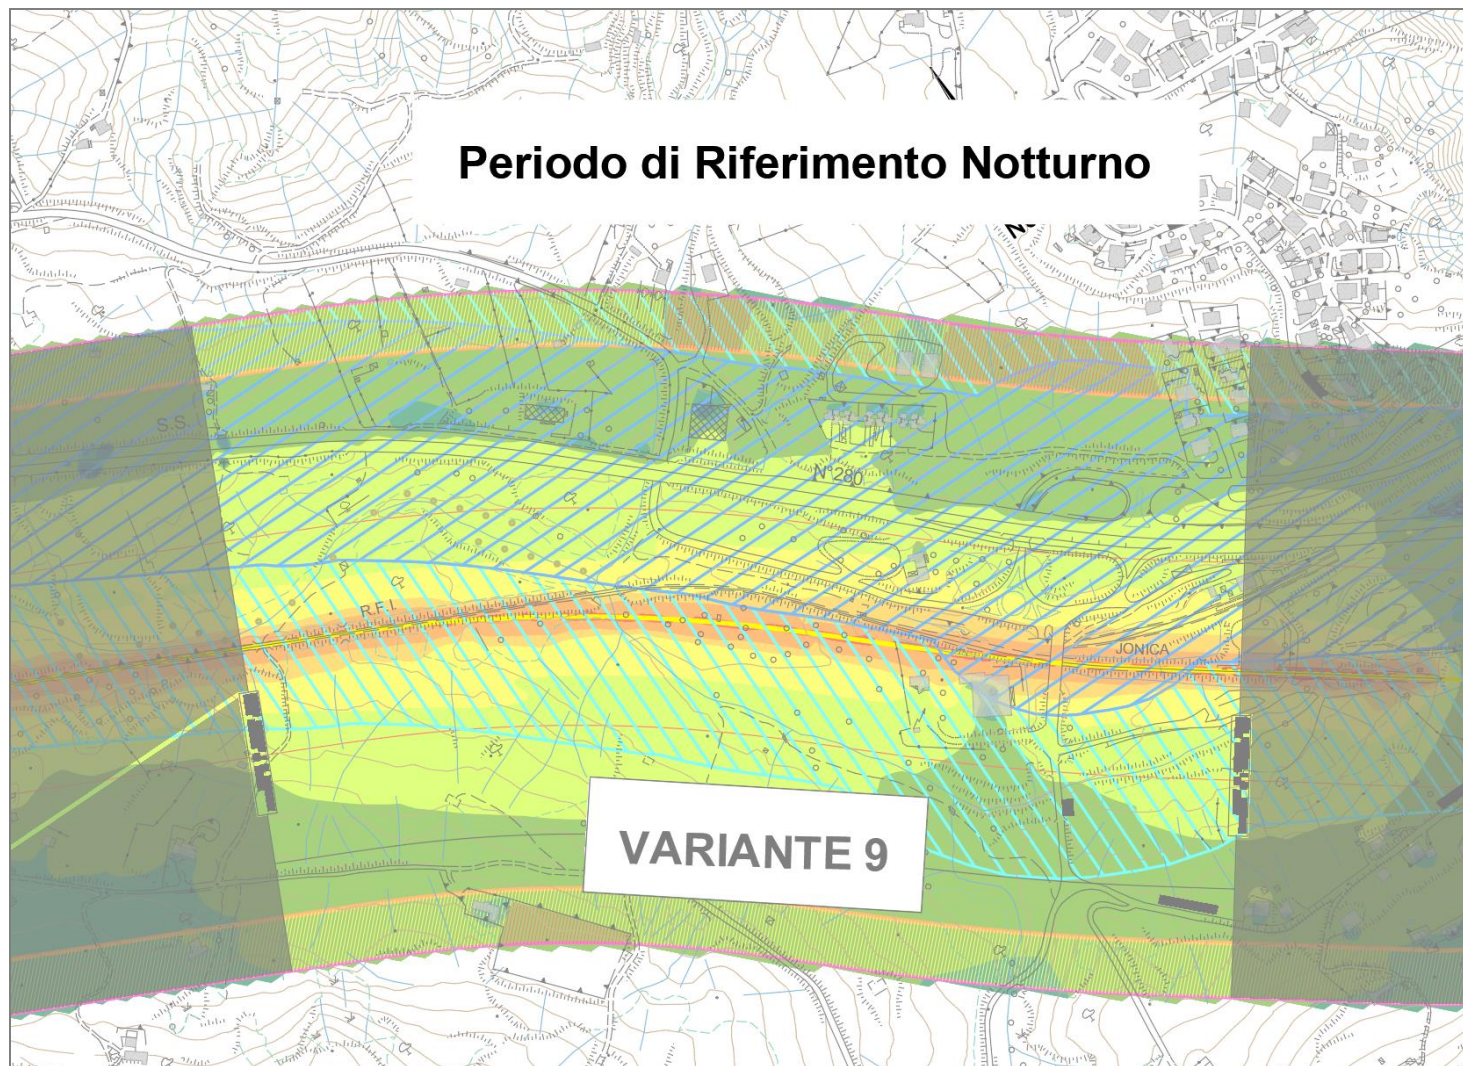 Periodo di Riferimento Notturno
S.S.
N°280
R.F.I.
JONICA
VARIANTE 9